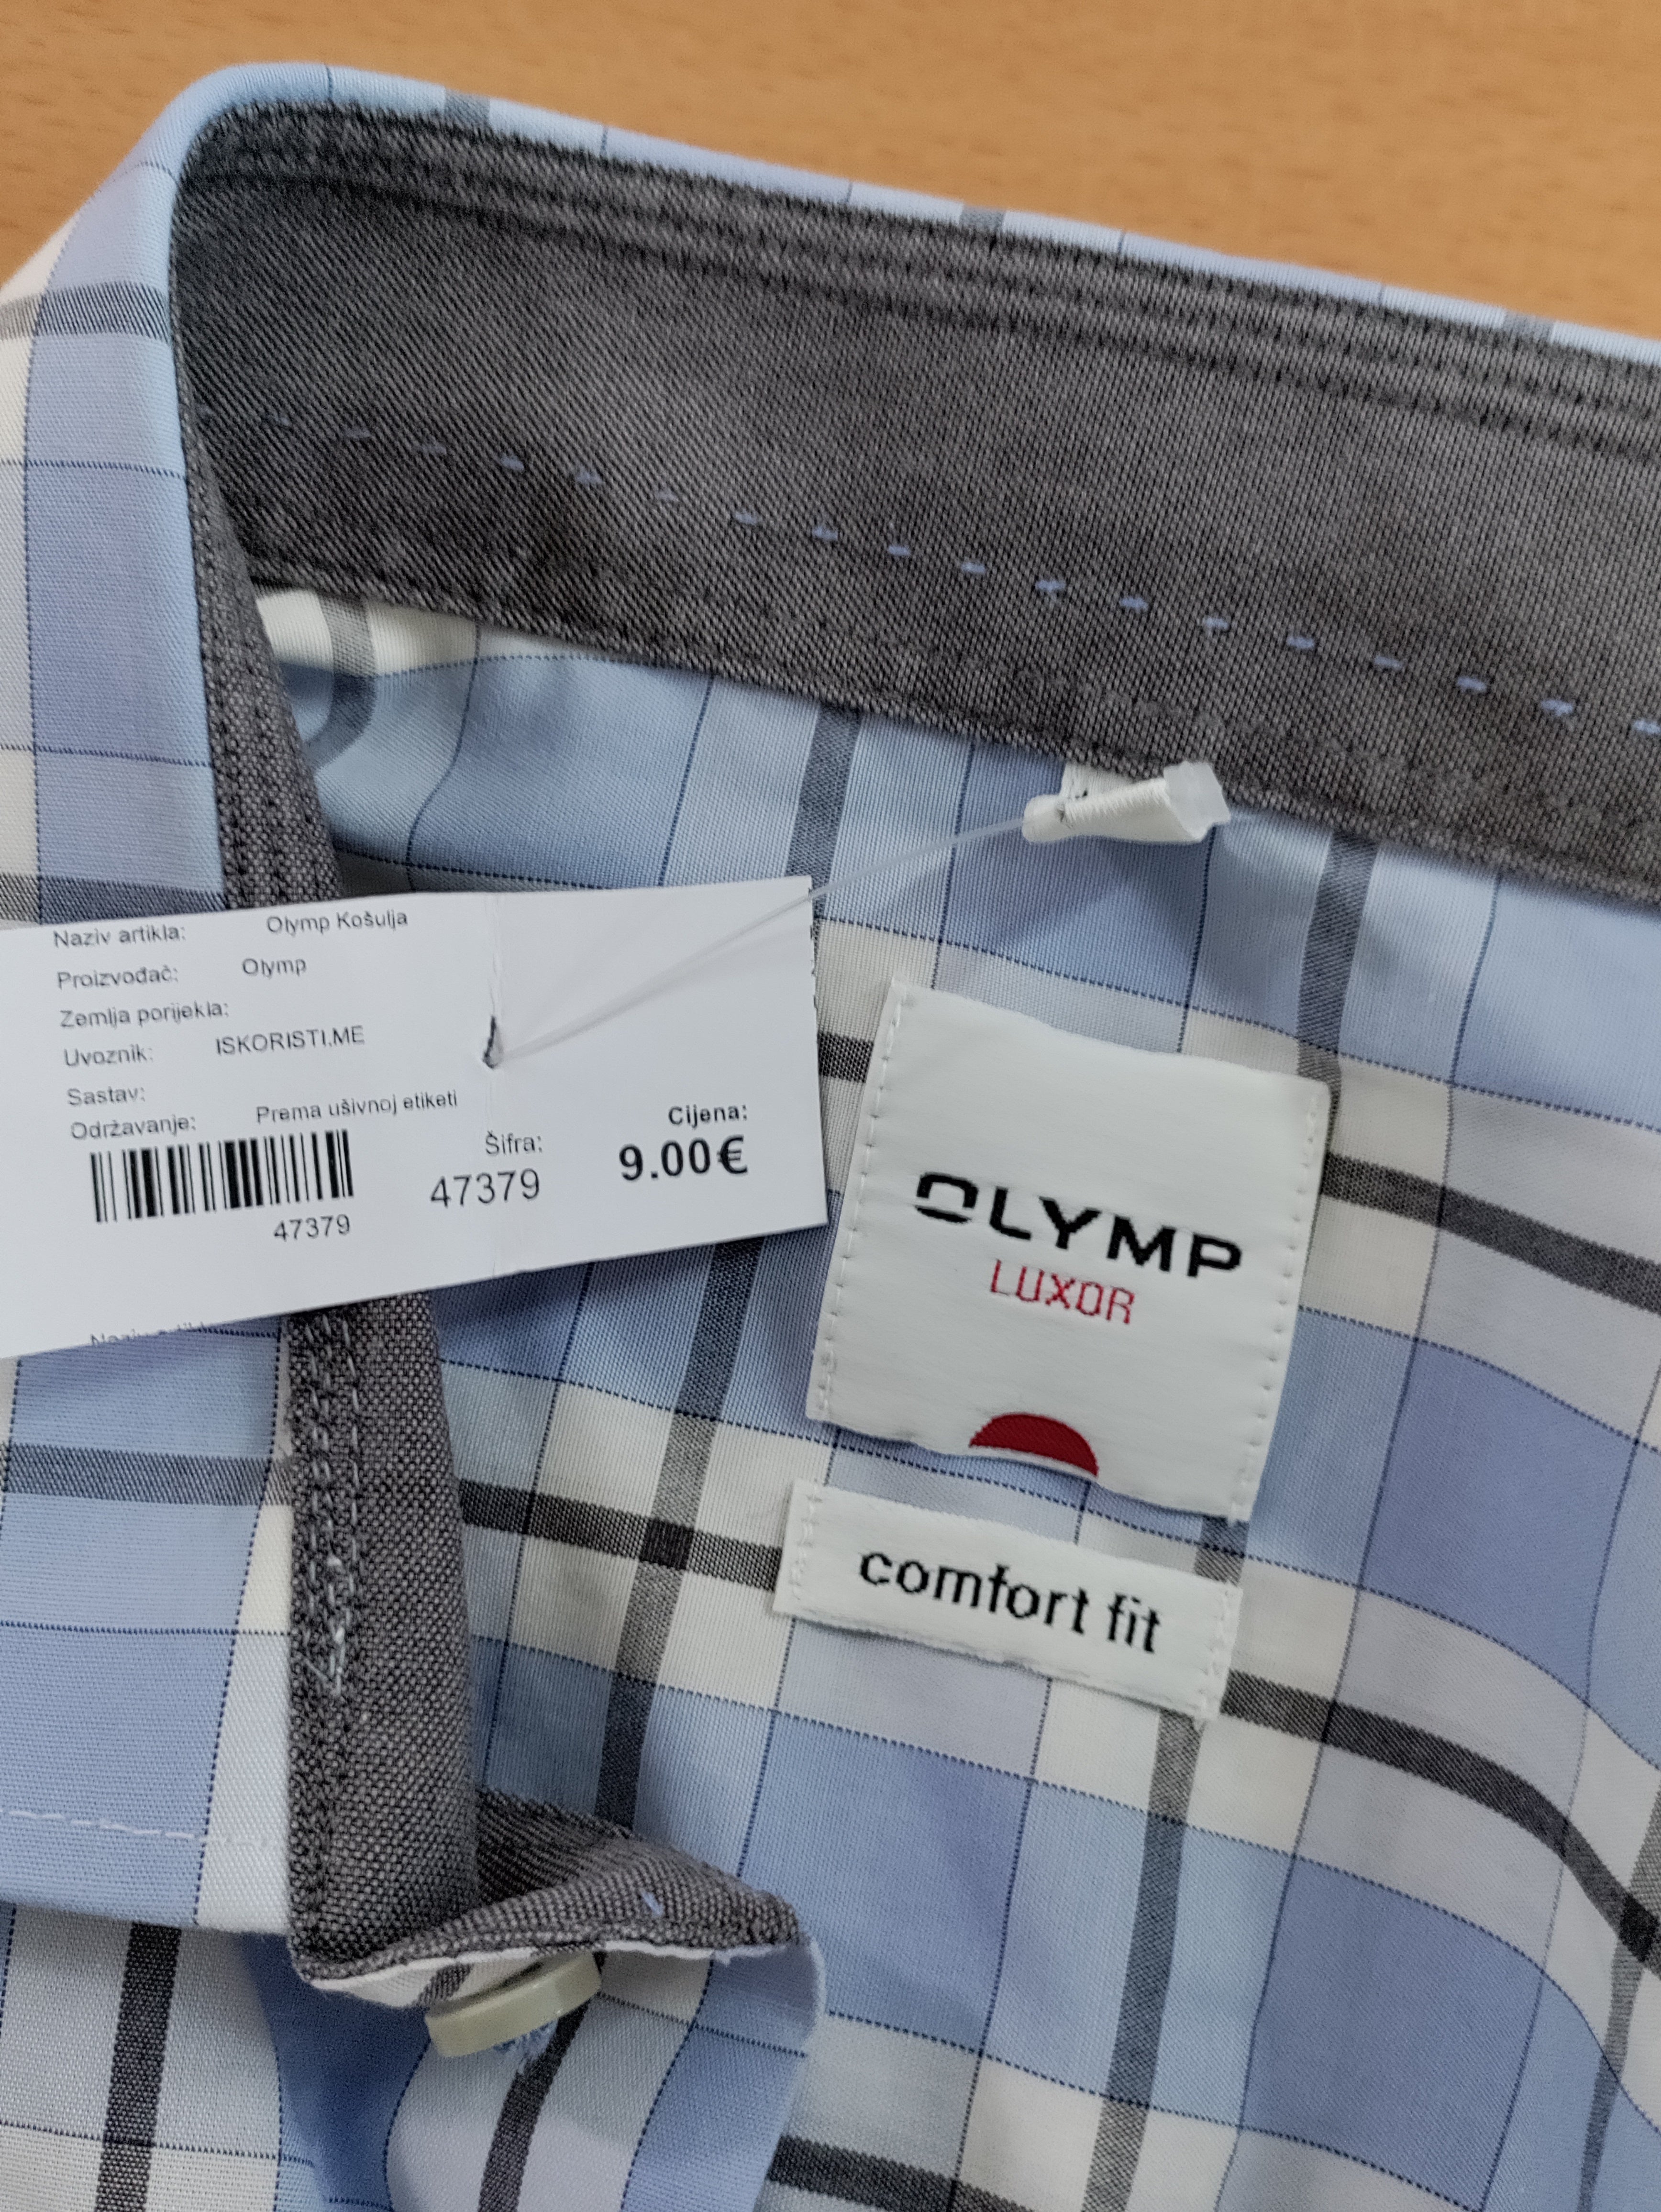 Naziv artikla: Olymp Košulja
Proizvođač: Olymp
Zemlja porijekla:
Uvoznik: ISKORISTI.ME
Sastav:
Održavanje: Prema ušivnoj etiketi
Šifra:
47379
Cijena:
9.00€
47379
OLYMP
LUXOR
comfort fit